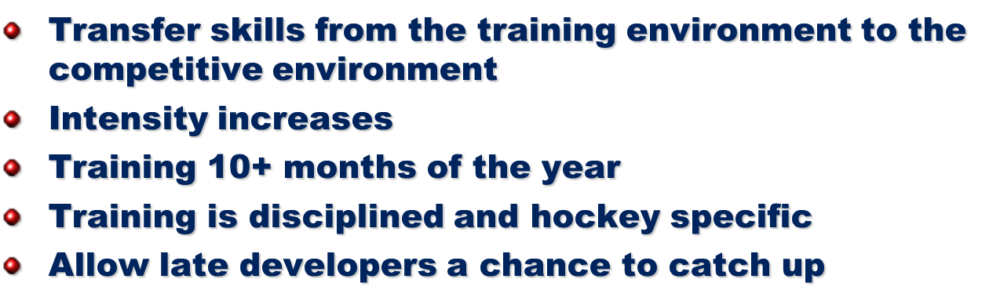 Transfer skills from the training environment to the
competitive environment
Intensity increases
Training 10+ months of the year
Training is disciplined and hockey specific
Allow late developers a chance to catch up